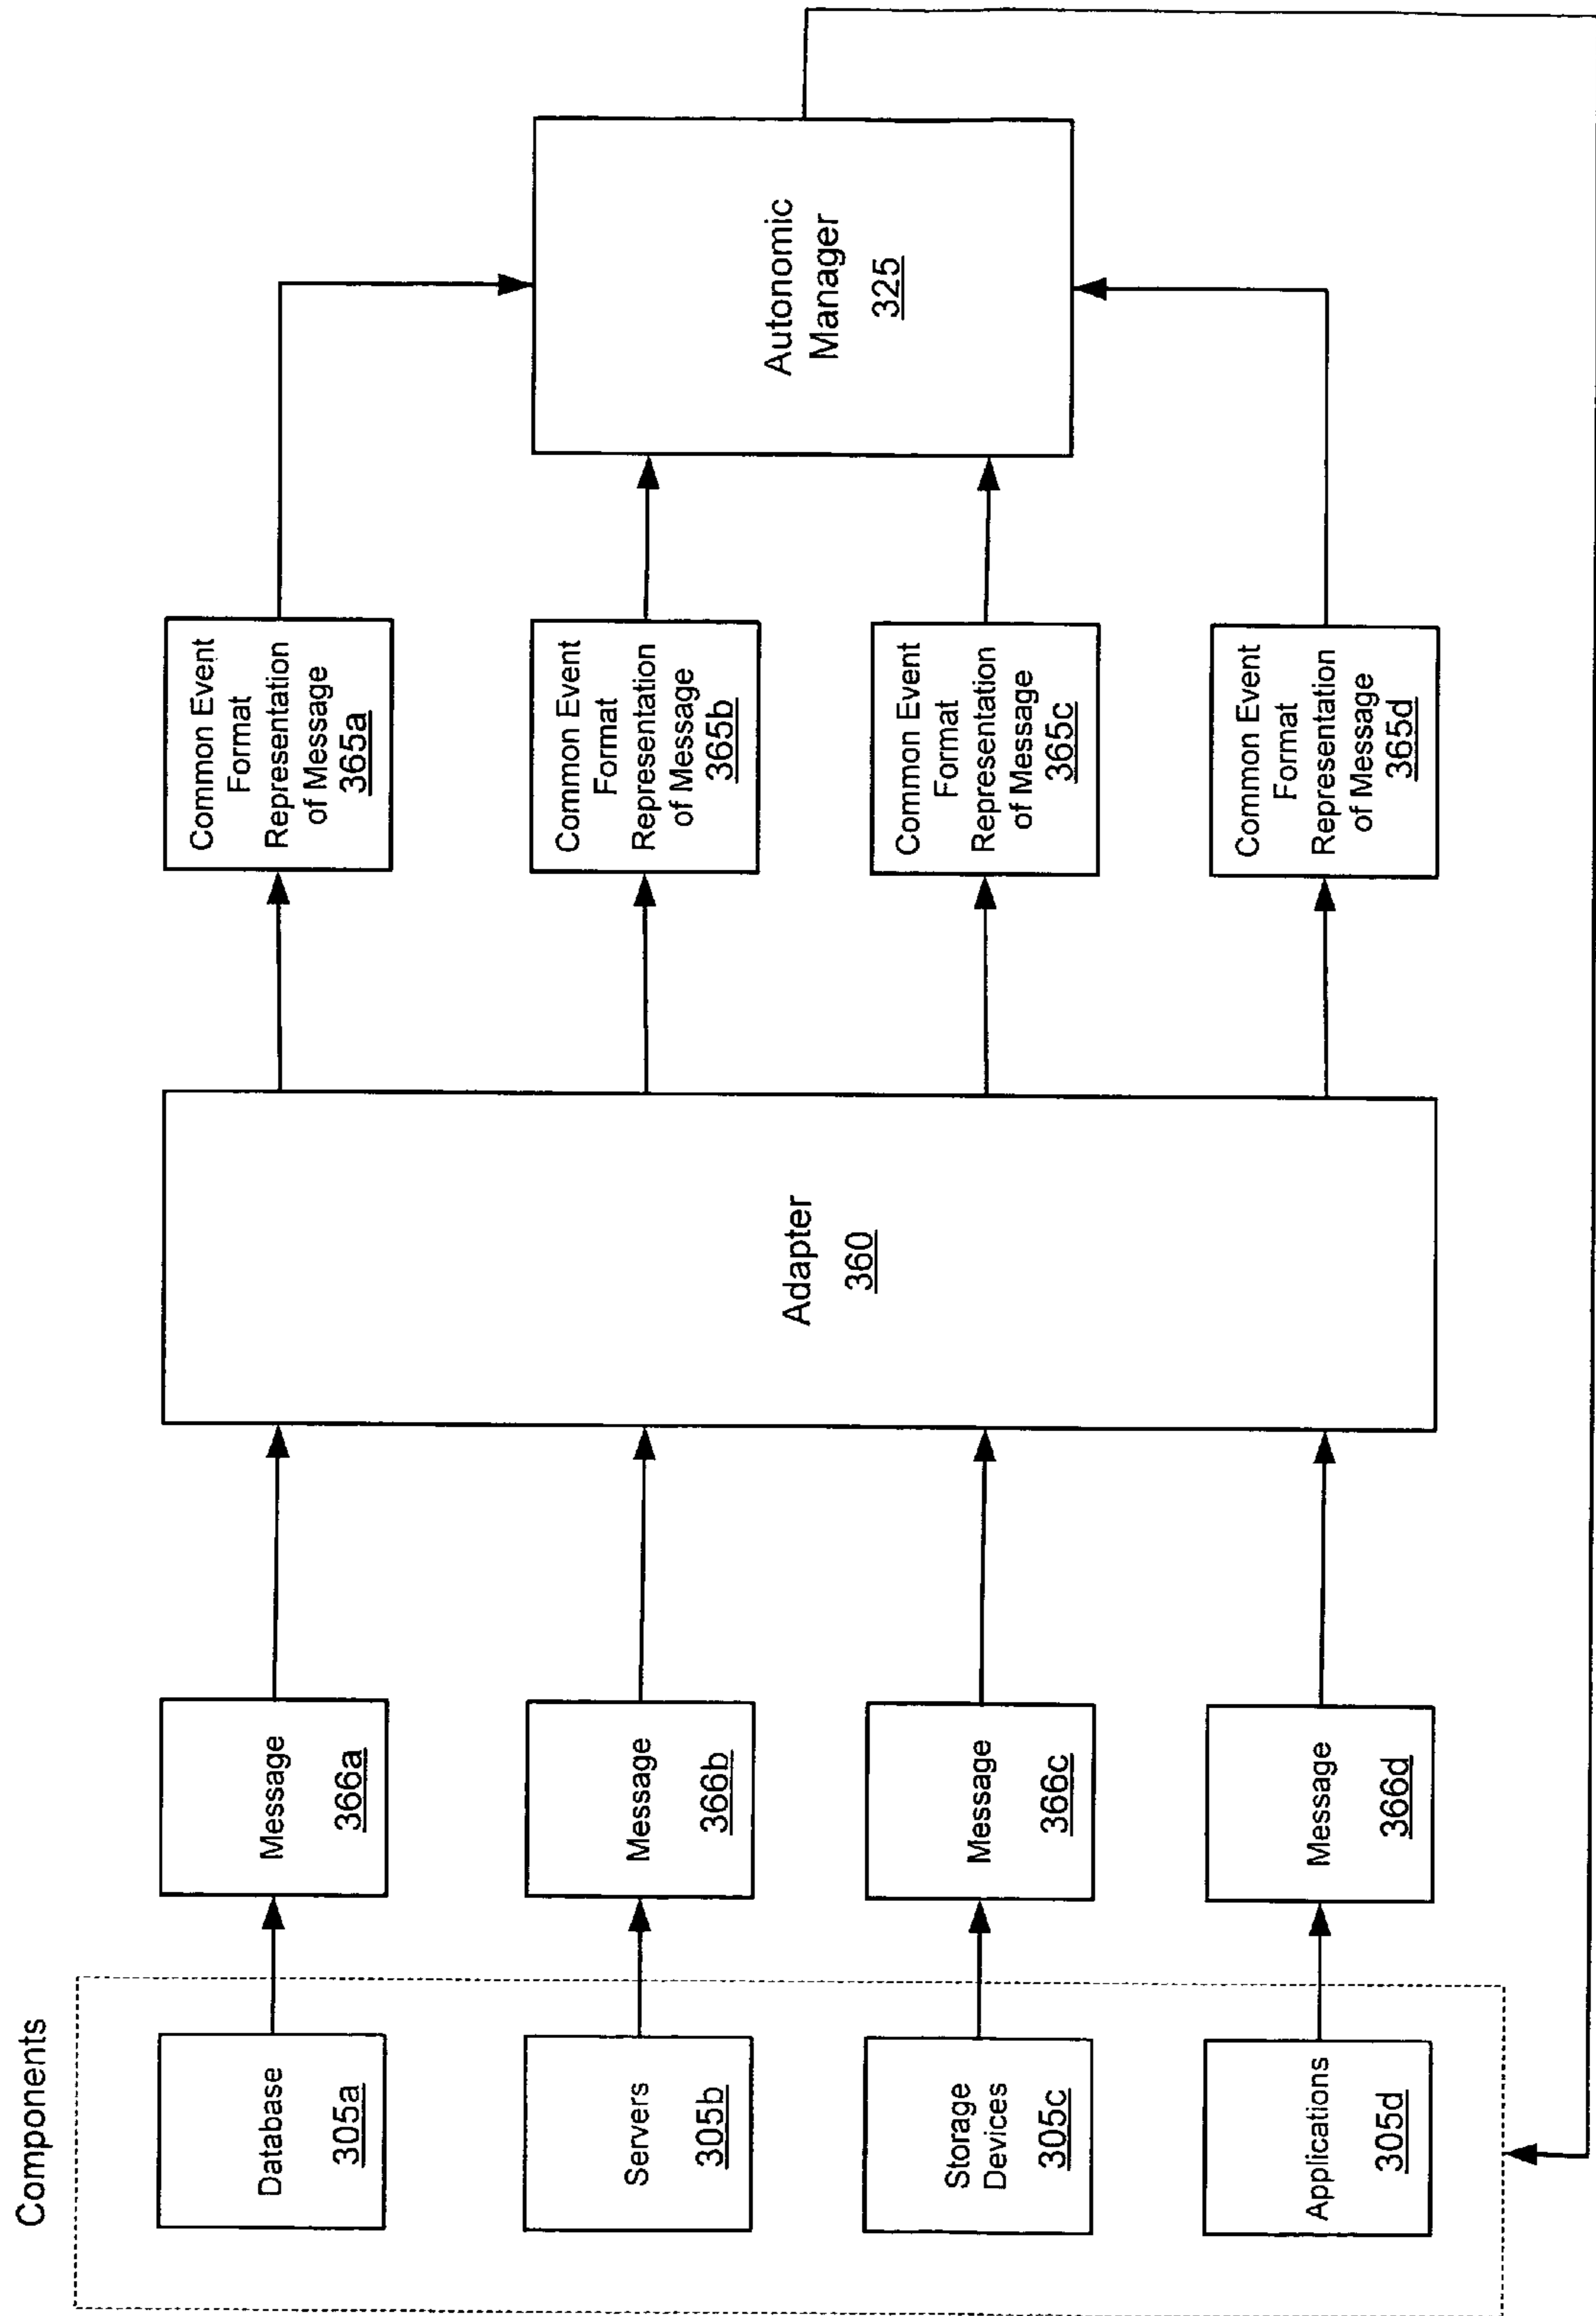 Components
Database
305a
Servers
305b
Storage
Devices
305c
Applications
305d
Message
366a
Message
366b
Message
366c
Message
366d
Adapter
360
Common Event
Format
Representation
of Message
365a
Common Event
Format
Representation
of Message
365b
Common Event
Format
Representation
of Message
365c
Common Event
Format
Representation
of Message
365d
Autonomic
Manager
325